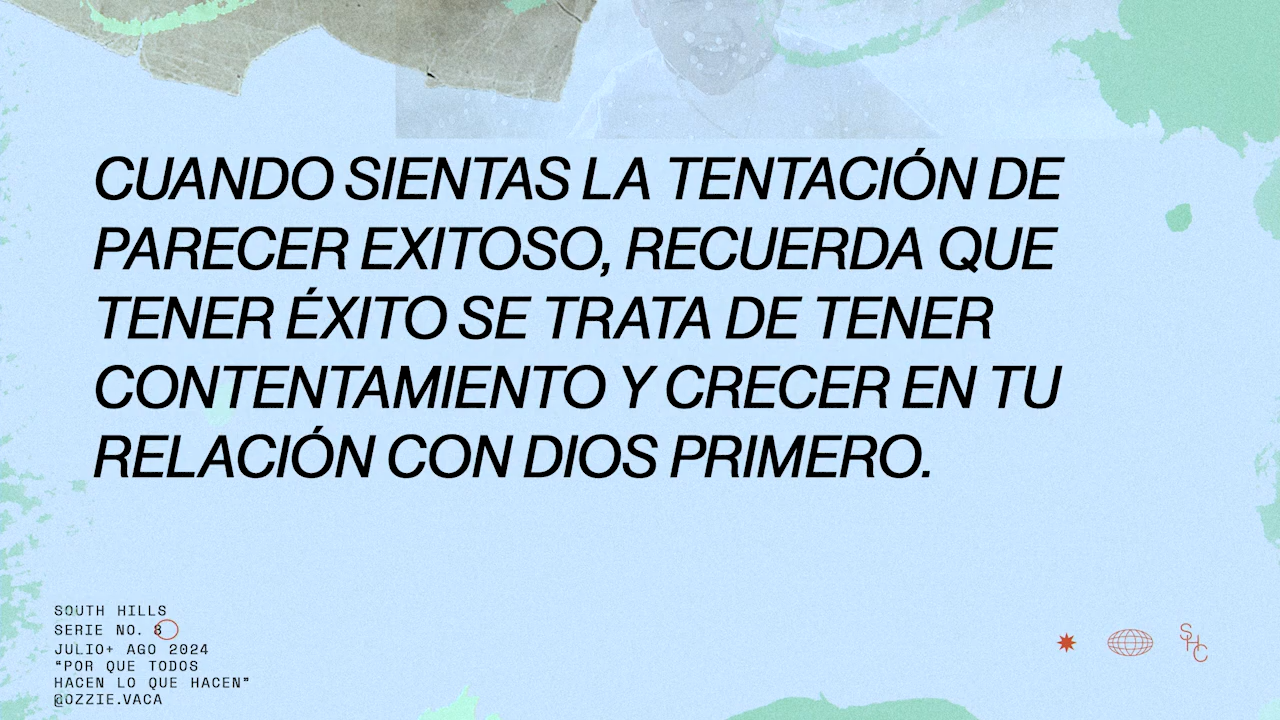 CUANDO SIENTAS LA TENTACIÓN DE
PARECER EXITOSO, RECUERDA QUE
TENER ÉXITO SE TRATA DE TENER
CONTENTAMIENTO Y CRECER EN TU
RELACIÓN CON DIOS PRIMERO.
SOUTH HILLS
SERIE NO. 8
JULIO+ AGO 2024
"POR QUE TODOS
HACEN LO QUE HACEN"
@OZZIE.VACA
SHC